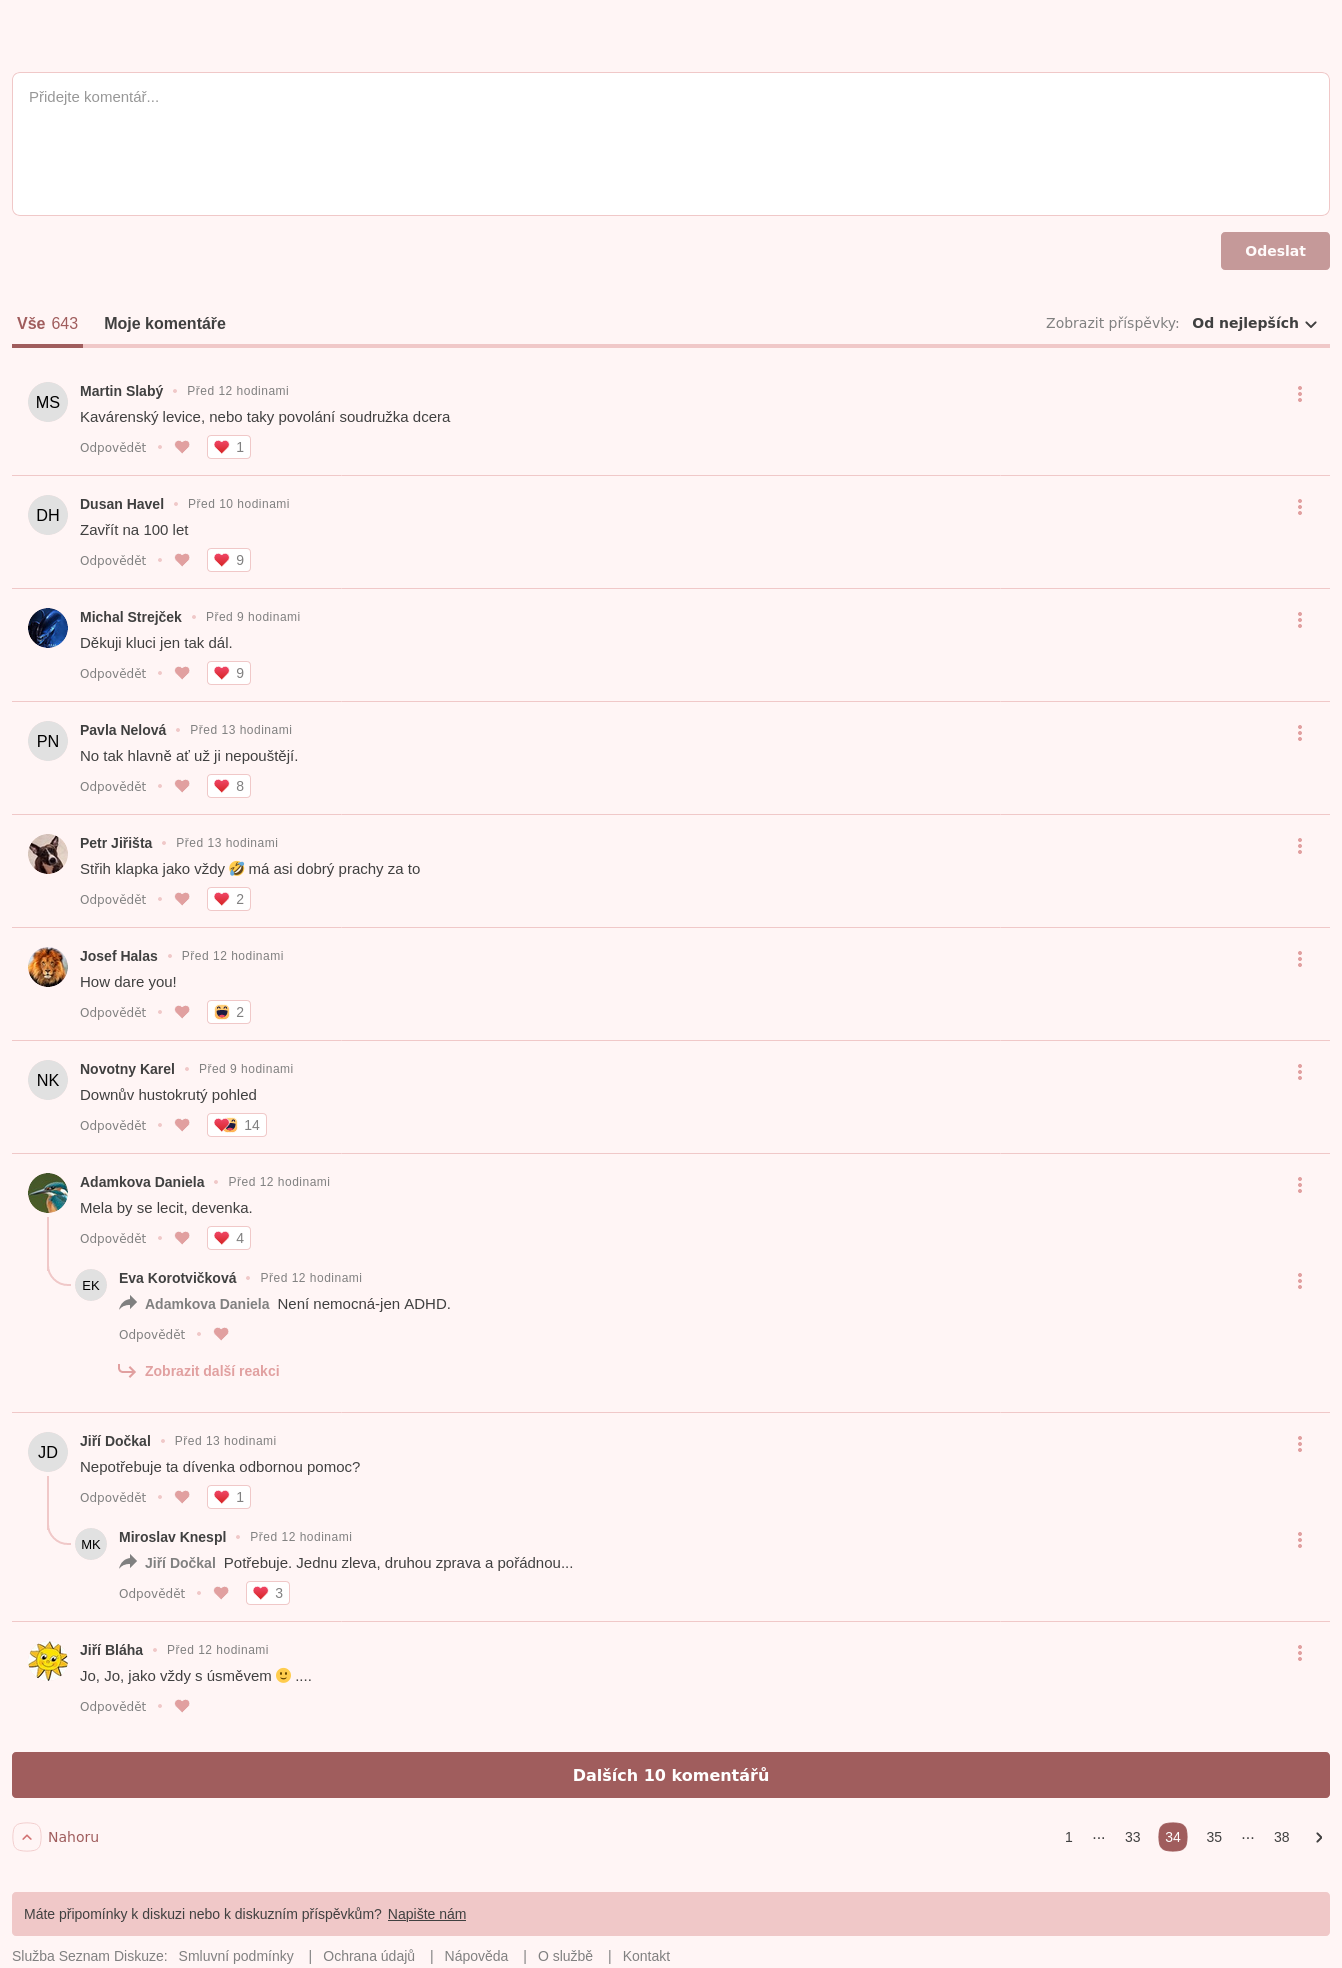 Přidejte komentář...
Odeslat
Vše 643 Moje komentáře Zobrazit příspěvky: Od nejlepších
MS Martin Slabý Před 12 hodinami
Kavárenský levice, nebo taky povolání soudružka dcera
Odpovědět 1
DH Dusan Havel Před 10 hodinami
Zavřít na 100 let
Odpovědět 9
Michal Strejček Před 9 hodinami
Děkuji kluci jen tak dál.
Odpovědět 9
PN Pavla Nelová Před 13 hodinami
No tak hlavně ať už ji nepouštějí.
Odpovědět 8
Petr Jiřišta Před 13 hodinami
Střih klapka jako vždy 🤣 má asi dobrý prachy za to
Odpovědět 2
Josef Halas Před 12 hodinami
How dare you!
Odpovědět 2
NK Novotny Karel Před 9 hodinami
Downův hustokrutý pohled
Odpovědět 14
Adamkova Daniela Před 12 hodinami
Mela by se lecit, devenka.
Odpovědět 4
EK Eva Korotvičková Před 12 hodinami
Adamkova Daniela Není nemocná-jen ADHD.
Odpovědět
Zobrazit další reakci
JD Jiří Dočkal Před 13 hodinami
Nepotřebuje ta dívenka odbornou pomoc?
Odpovědět 1
MK Miroslav Knespl Před 12 hodinami
Jiří Dočkal Potřebuje. Jednu zleva, druhou zprava a pořádnou...
Odpovědět 3
Jiří Bláha Před 12 hodinami
Jo, Jo, jako vždy s úsměvem 🙂 ....
Odpovědět
Dalších 10 komentářů
Nahoru 1 ... 33 34 35 ... 38
Máte připomínky k diskuzi nebo k diskuzním příspěvkům? Napište nám
Služba Seznam Diskuze: Smluvní podmínky | Ochrana údajů | Nápověda | O službě | Kontakt